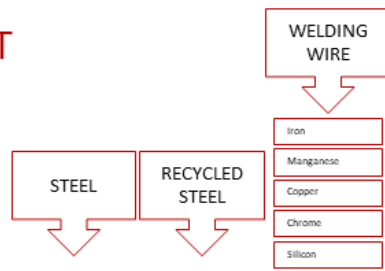 T
WELDING
WIRE
Iron
Manganese
Copper
Chrome
Silicon
STEEL
RECYCLED
STEEL